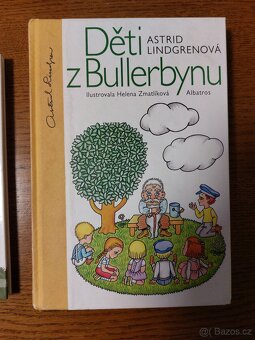 Děti
ASTRID
LINDGRENOVÁ
z Bullerbynu
Ilustrovala Helena Zmatlíková
Albatros
Astrid Lindgren
© Bazos.cz